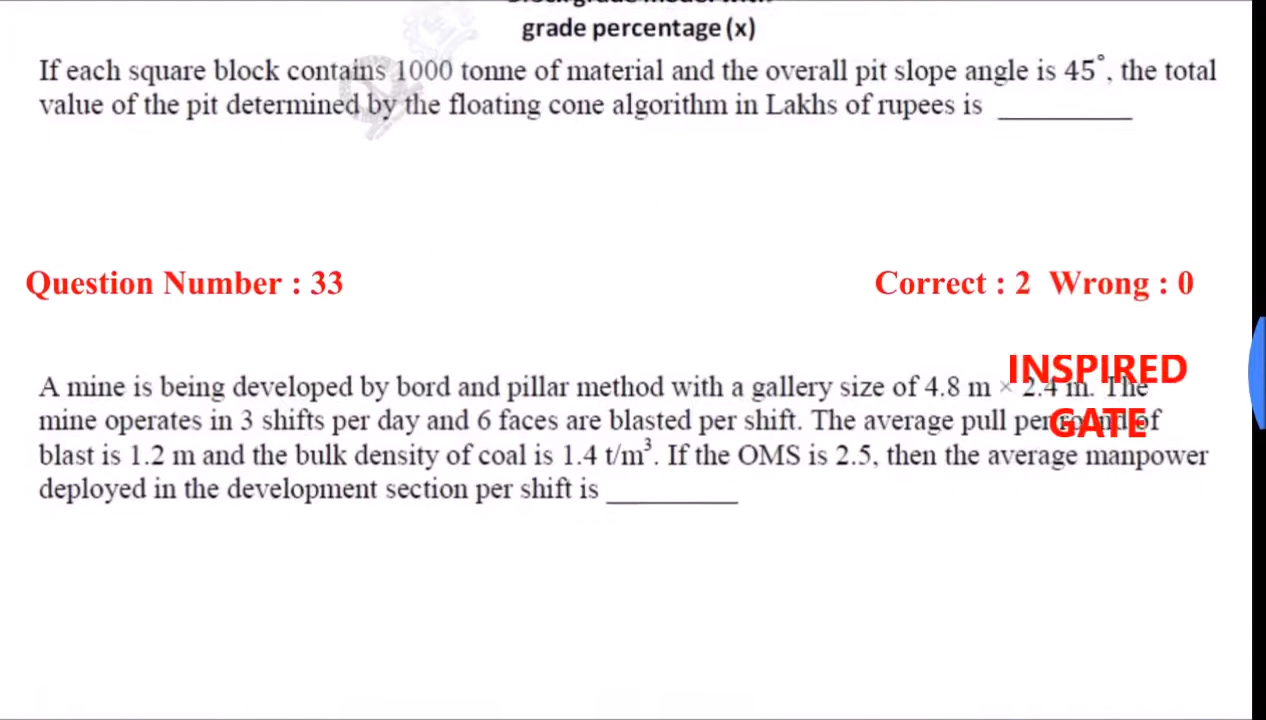 grade percentage (x)
If each square block contains 1000 tonne of material and the overall pit slope angle is 45°, the total
value of the pit determined by the floating cone algorithm in Lakhs of rupees is ________
Question Number : 33
Correct : 2 Wrong : 0
INSPIRED
GATE
A mine is being developed by bord and pillar method with a gallery size of 4.8 m × 2.4 m. The
mine operates in 3 shifts per day and 6 faces are blasted per shift. The average pull per of
blast is 1.2 m and the bulk density of coal is 1.4 t/m³. If the OMS is 2.5, then the average manpower
deployed in the development section per shift is ________